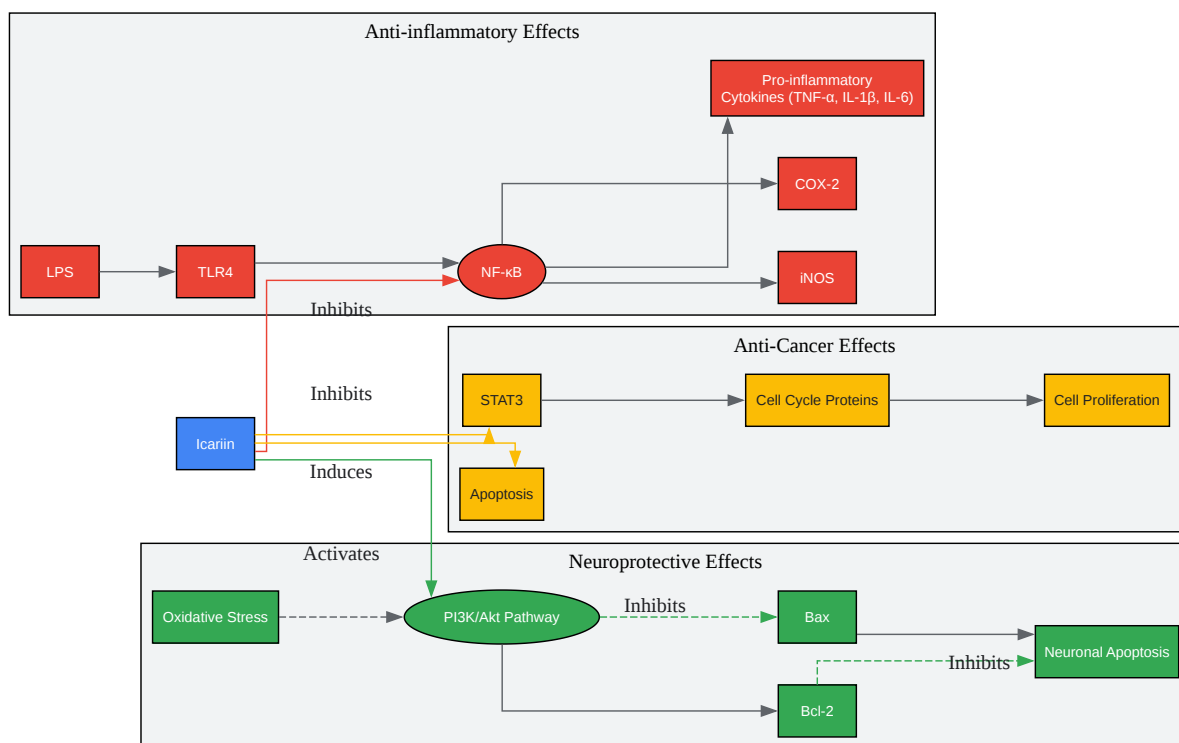 Anti-inflammatory Effects
Pro-inflammatory
Cytokines (TNF-α, IL-1β, IL-6)
COX-2
LPS
TLR4
NF-κB
iNOS
Inhibits
Anti-Cancer Effects
Inhibits
STAT3
Cell Cycle Proteins
Cell Proliferation
Icariin
Induces
Apoptosis
Activates
Neuroprotective Effects
Oxidative Stress
PI3K/Akt Pathway
Inhibits
Bax
Neuronal Apoptosis
Inhibits
Bcl-2